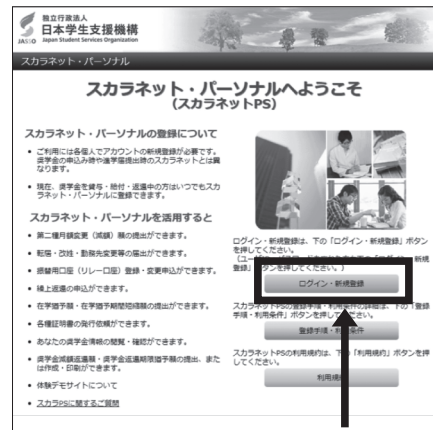 独立行政法人
日本学生支援機構
JASSO Japan Student Services Organization
スカラネット・パーソナル
スカラネット・パーソナルへようこそ
(スカラネットPS)
スカラネット・パーソナルの登録について
• ご利用には各個人でアカウントの新規登録が必要です。
奨学金の申込み時や進学届提出時のスカラネットとは異
なります。
• 現在、奨学金を貸与・給付・返還中の方はいつでもスカ
ラネット・パーソナルに登録できます。
スカラネット・パーソナルを活用すると
• 第二種月額変更(減額)願の提出ができます。
• 転居・改姓・勤務先変更等の届出ができます。
• 振替用口座(リレー口座)登録・変更申込ができます。
• 繰上返還の申込ができます。
• 在学猶予願・在学猶予期間短縮願の提出ができます。
• 各種証明書の発行依頼ができます。
• あなたの奨学金情報の閲覧・確認ができます。
• 奨学金減額返還願・奨学金返還期限猶予願の提出、また
は作成・印刷ができます。
• 体験デモサイトについて
• スカラPSに関するご質問
ログイン・新規登録は、下の「ログイン・新規登録」ボタン
を押してください。
登録」ボタンを押してください。)
ログイン・新規登録
スカラネットPSの登録手順・利用条件の詳細は、下の「登録
手順・利用条件」ボタンを押してください。
登録手順・利用条件
スカラネットPSの利用規約は、下の「利用規約」ボタンを押
してください。
利用規約